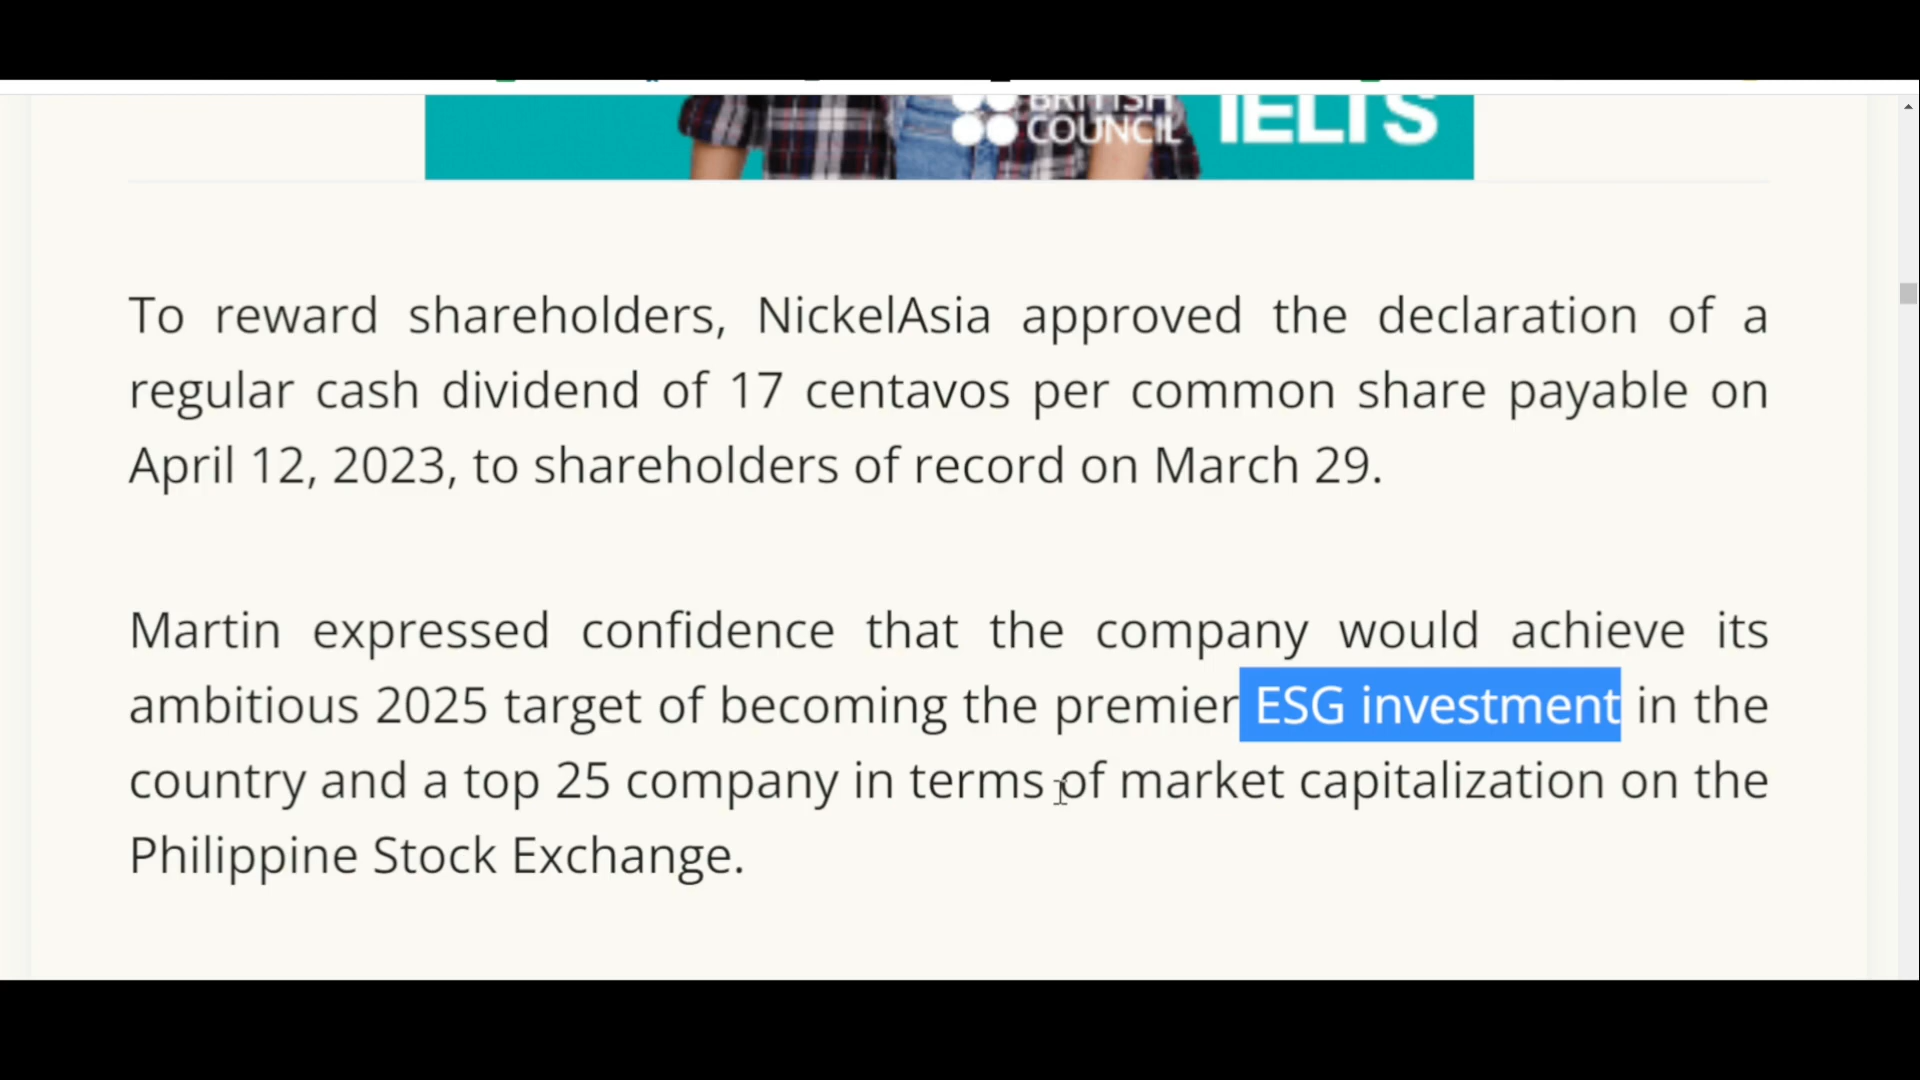 BRITISH
COUNCIL
IELTS
To reward shareholders, NickelAsia approved the declaration of a
regular cash dividend of 17 centavos per common share payable on
April 12, 2023, to shareholders of record on March 29.
Martin expressed confidence that the company would achieve its
ambitious 2025 target of becoming the premier ESG investment in the
country and a top 25 company in terms of market capitalization on the
Philippine Stock Exchange.